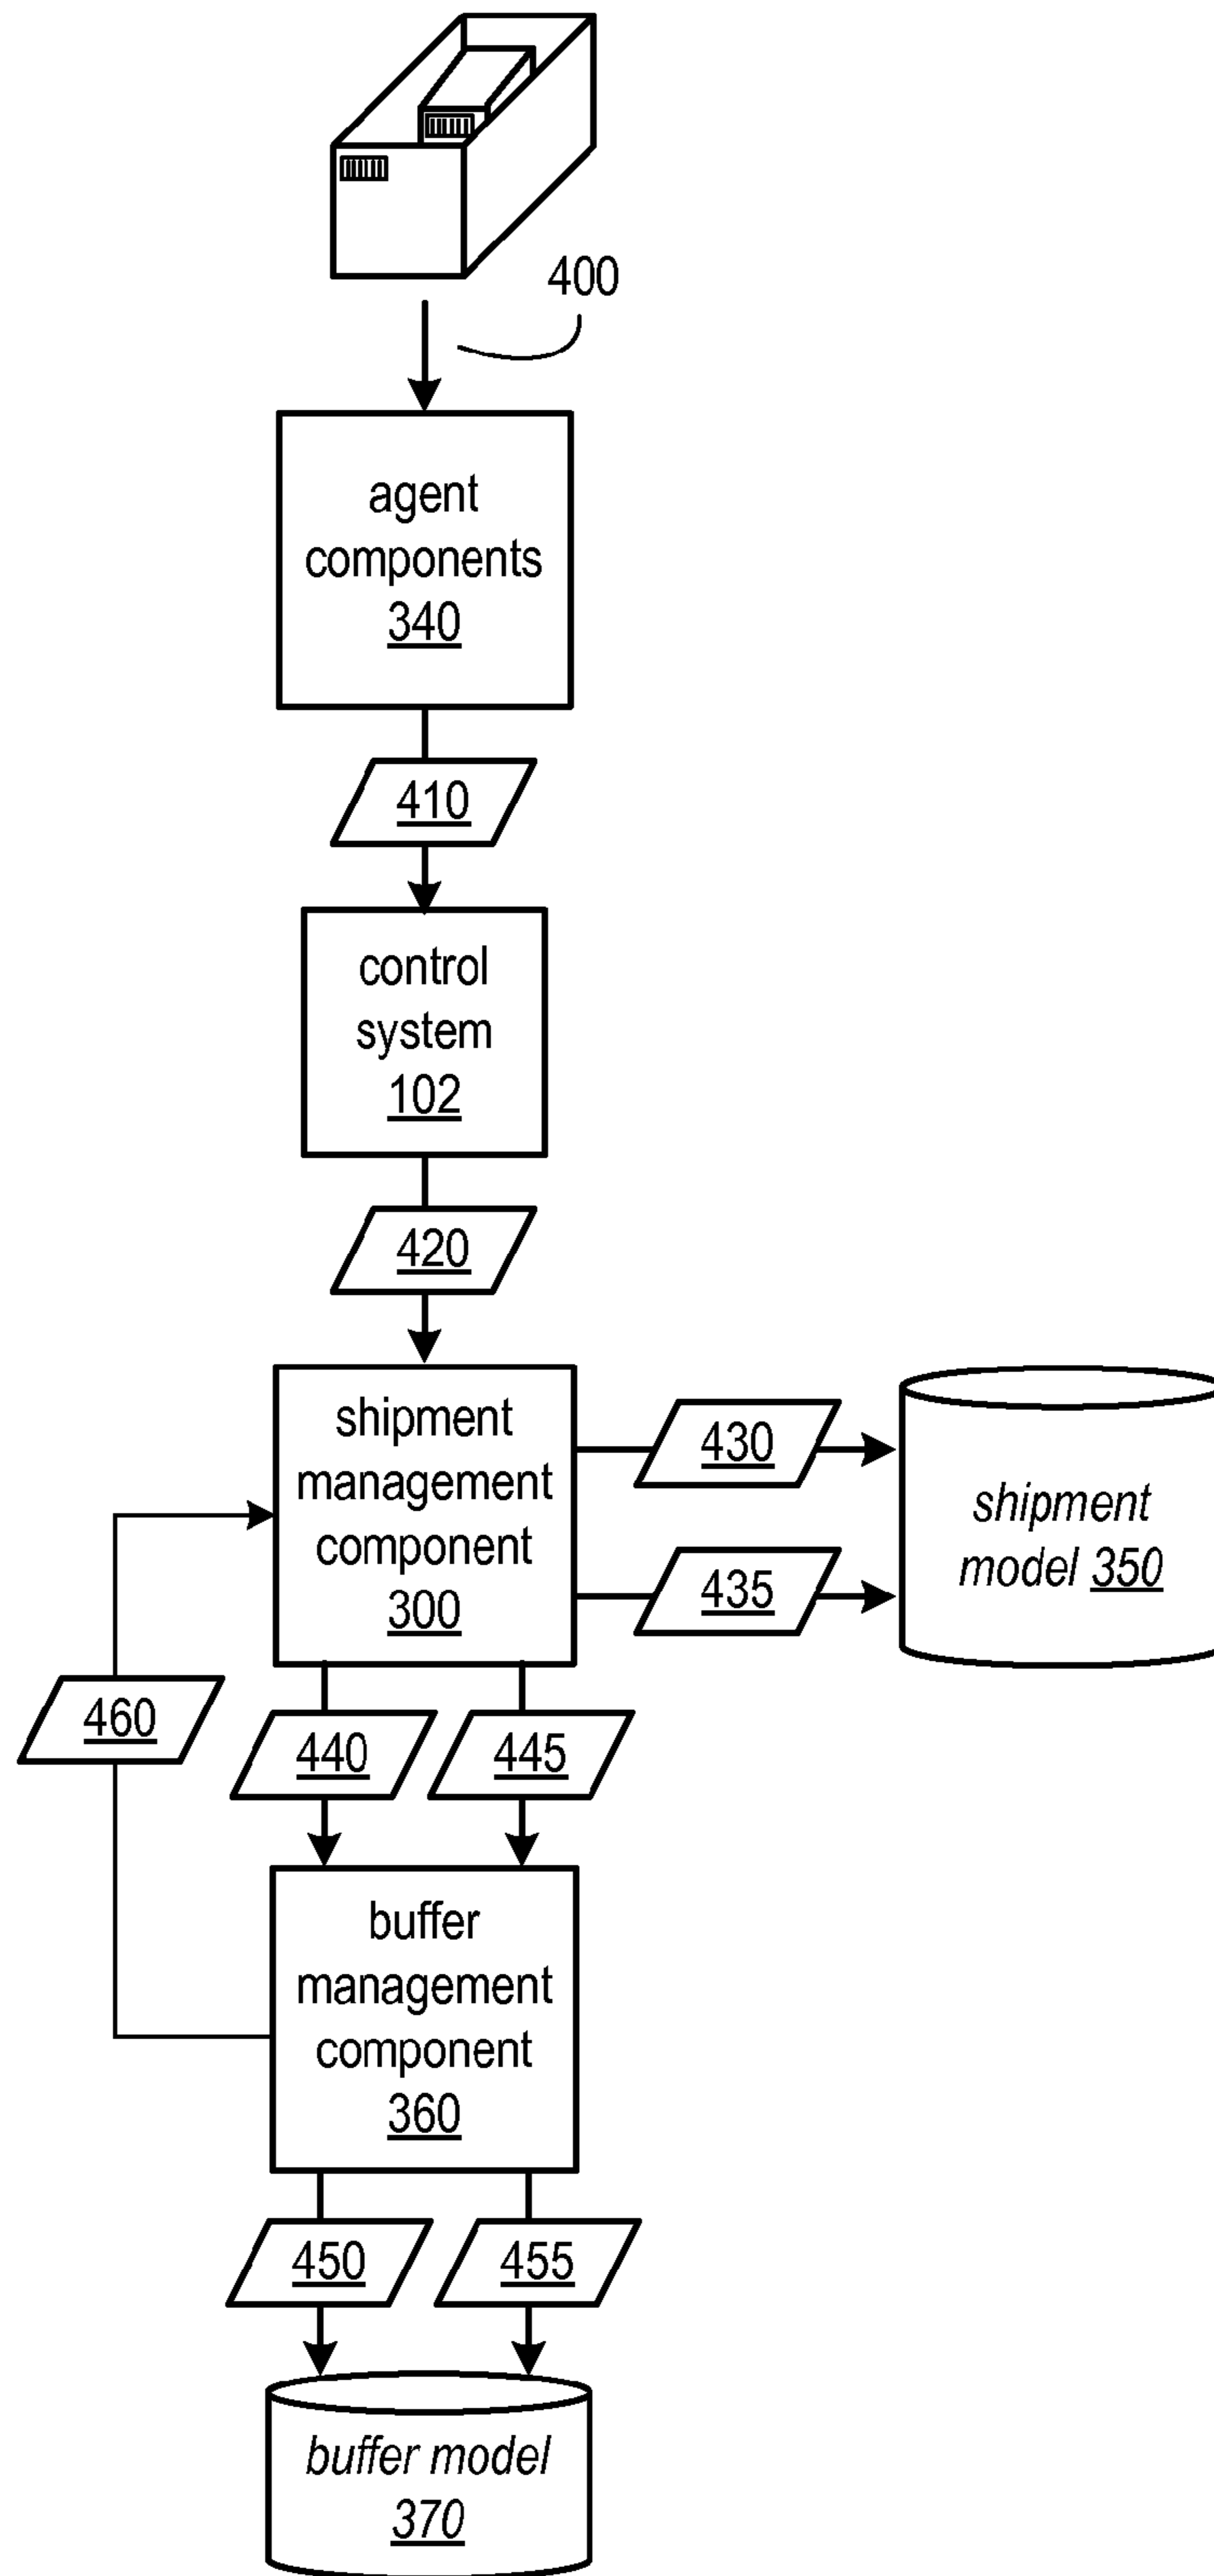 400
agent
components
340
410
control
system
102
420
shipment
management
component
300
430
435
shipment
model 350
460
440
445
buffer
management
component
360
450
455
buffer model
370